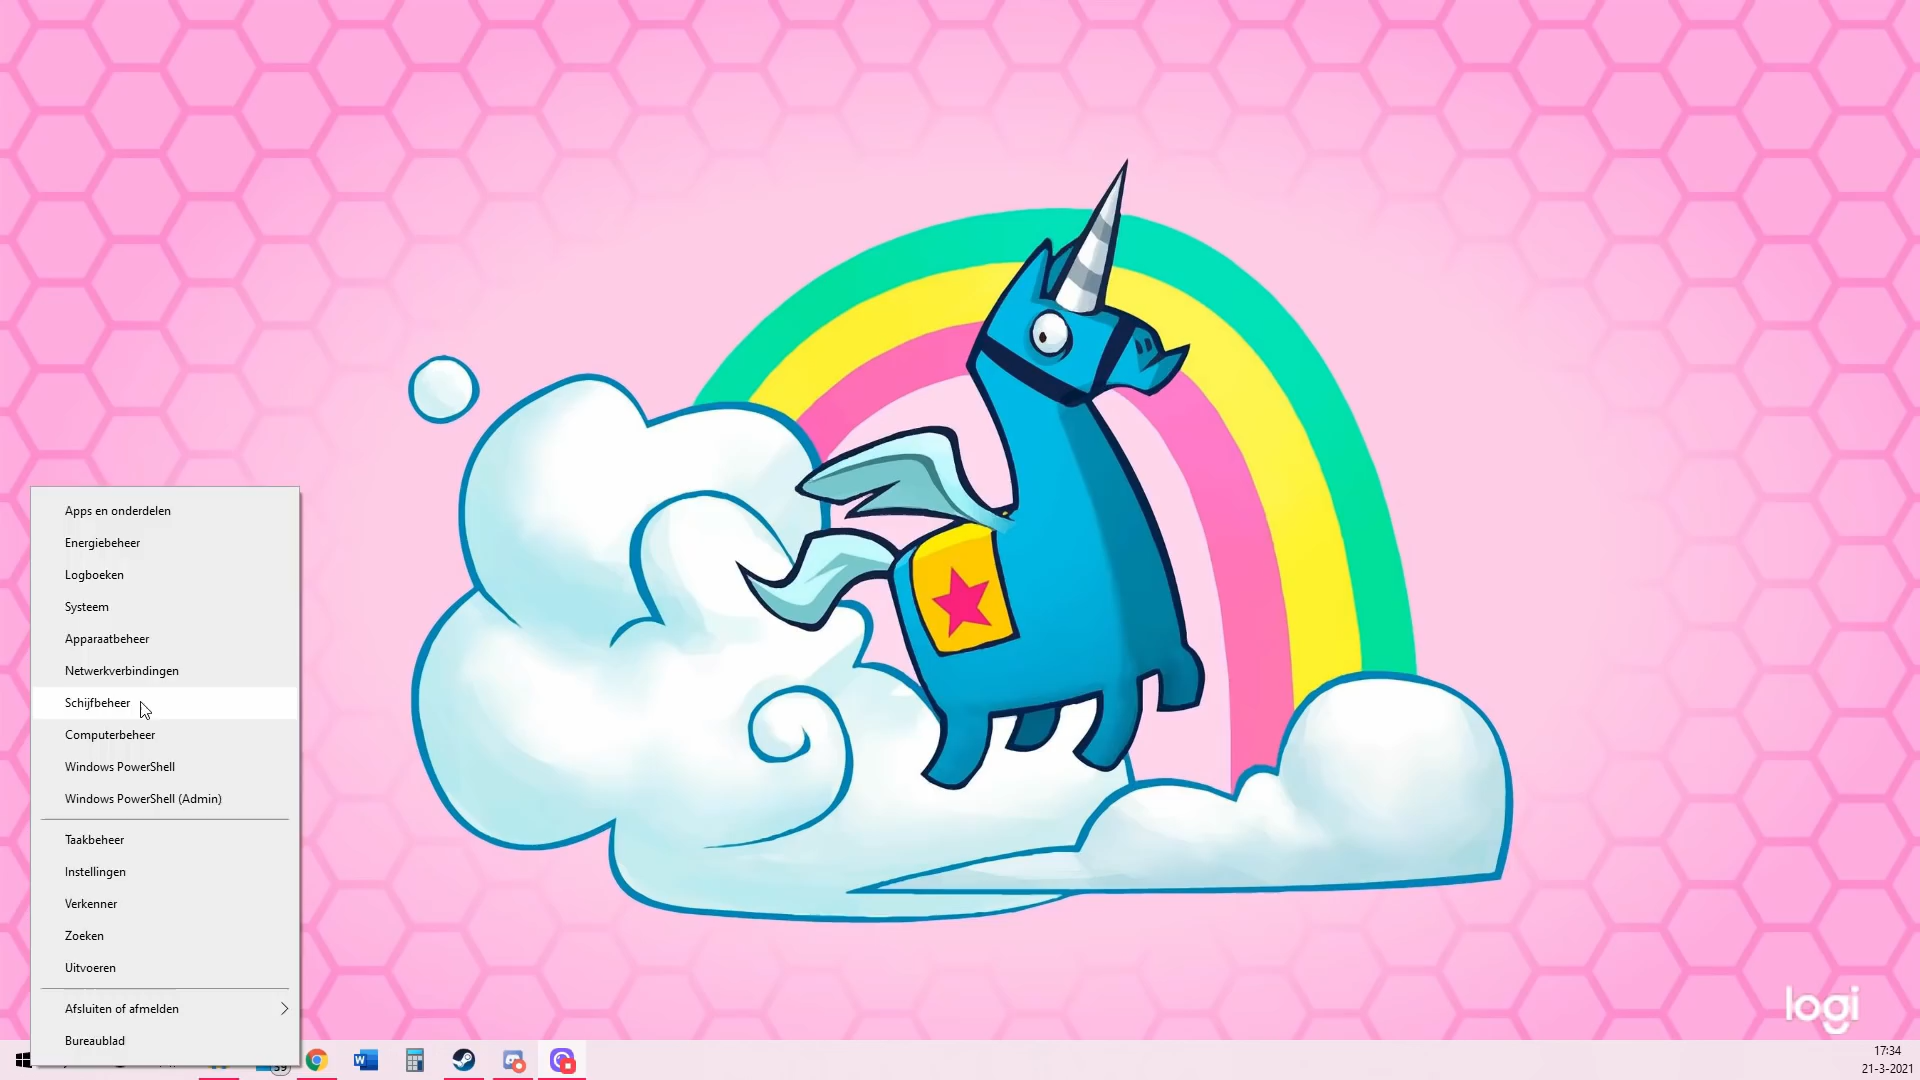 Apps en onderdelen
Energiebeheer
Logboeken
Systeem
Apparaatbeheer
Netwerkverbindingen
Schijfbeheer
Computerbeheer
Windows PowerShell
Windows PowerShell (Admin)
Taakbeheer
Instellingen
Verkenner
Zoeken
Uitvoeren
Afsluiten of afmelden
Bureaublad
logi
W
17:34
21-3-2021